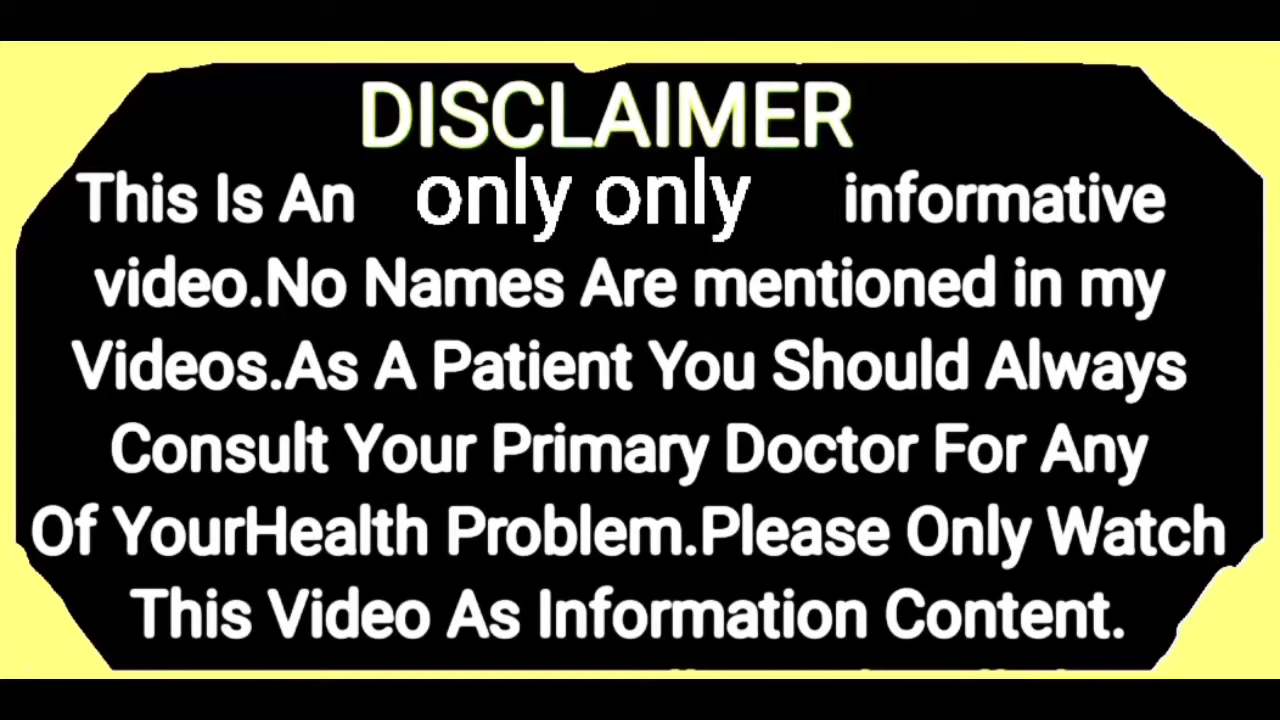 DISCLAIMER
This Is An only only informative
video.No Names Are mentioned in my
Videos.As A Patient You Should Always
Consult Your Primary Doctor For Any
Of YourHealth Problem.Please Only Watch
This Video As Information Content.